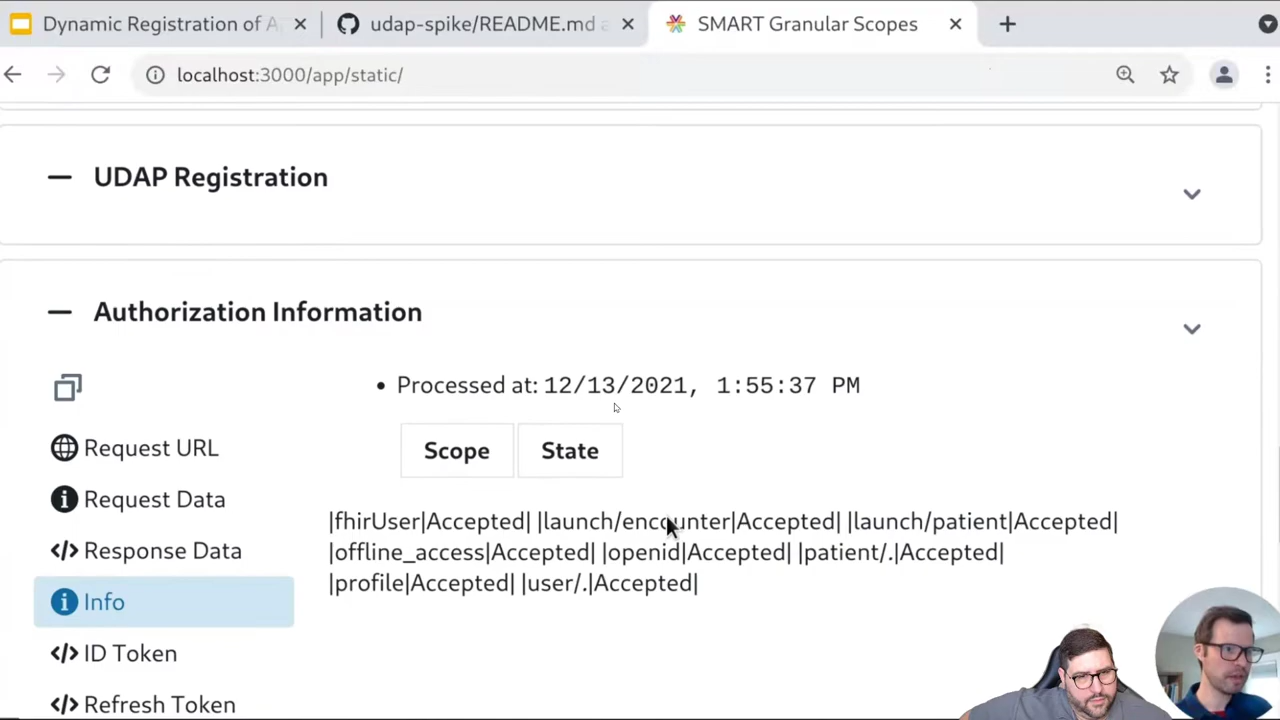 Dynamic Registration of A
udap-spike/README.md a
SMART Granular Scopes
localhost:3000/app/static/
UDAP Registration
Authorization Information
• Processed at: 12/13/2021, 1:55:37 PM
Scope State
|fhirUser|Accepted| |launch/encounter|Accepted| |launch/patient|Accepted|
|offline_access|Accepted| |openid|Accepted| |patient/.|Accepted|
|profile|Accepted| |user/.|Accepted|
Request URL
Request Data
Response Data
Info
ID Token
Refresh Token